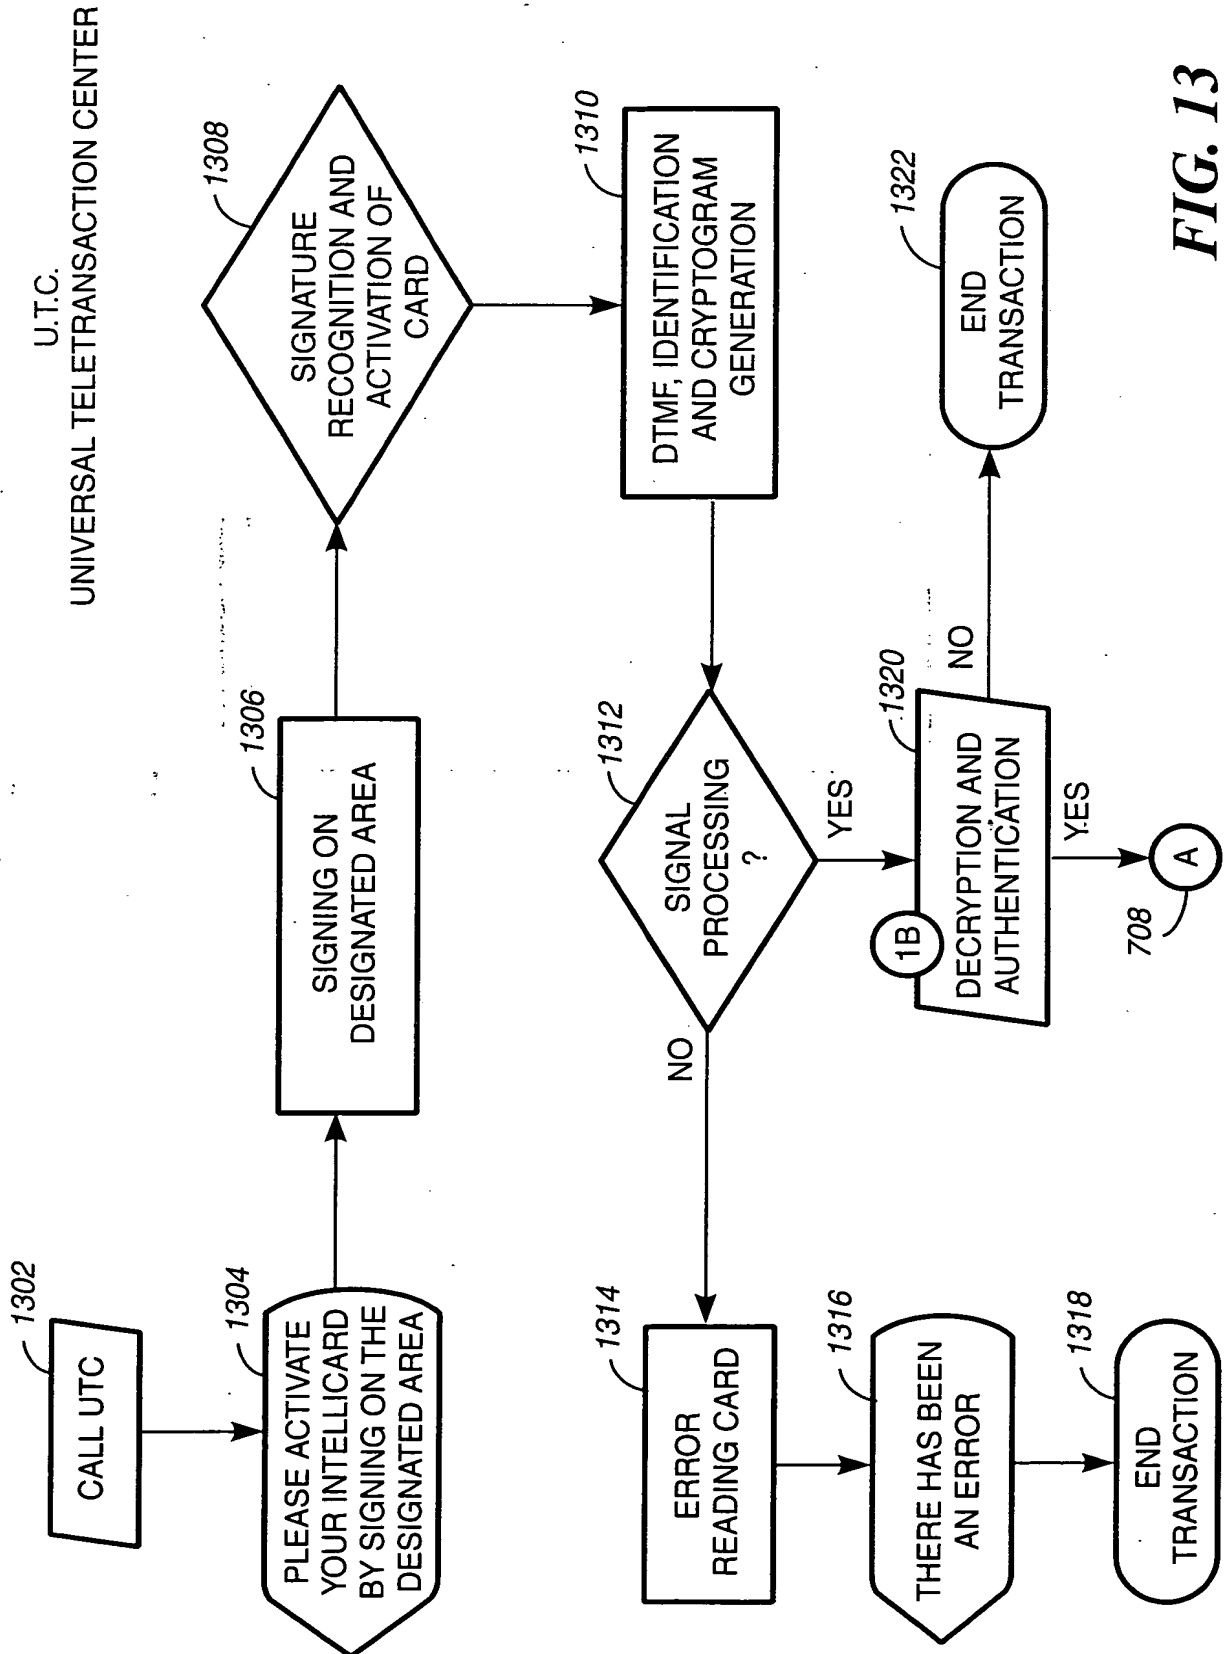 U.T.C.
UNIVERSAL TELETRANSACTION CENTER
1302
CALL UTC
1304
PLEASE ACTIVATE
YOUR INTELLICARD
BY SIGNING ON THE
DESIGNATED AREA
1306
SIGNING ON
DESIGNATED AREA
1308
SIGNATURE
RECOGNITION AND
ACTIVATION OF
CARD
1310
DTMF, IDENTIFICATION
AND CRYPTOGRAM
GENERATION
1312
SIGNAL
PROCESSING
?
NO
YES
1314
ERROR
READING CARD
1316
THERE HAS BEEN
AN ERROR
1318
END
TRANSACTION
1320
1B
DECRYPTION AND
AUTHENTICATION
NO
YES
1322
END
TRANSACTION
A
708
FIG. 13